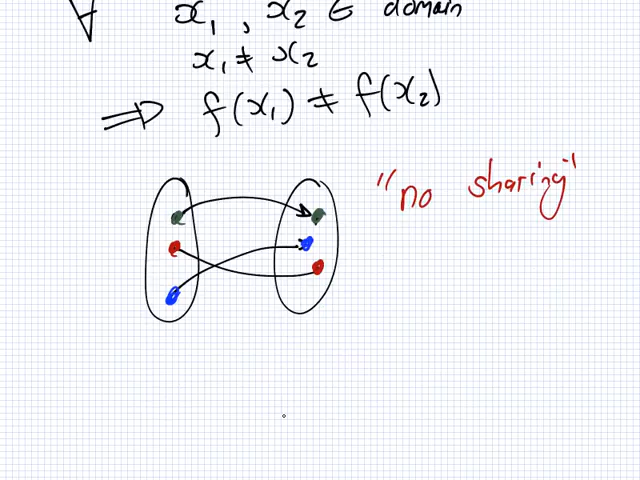 ∀ x₁, x₂ ∈ domain
x₁ ≠ x₂
⟹ f(x₁) ≠ f(x₂)
"no sharing"